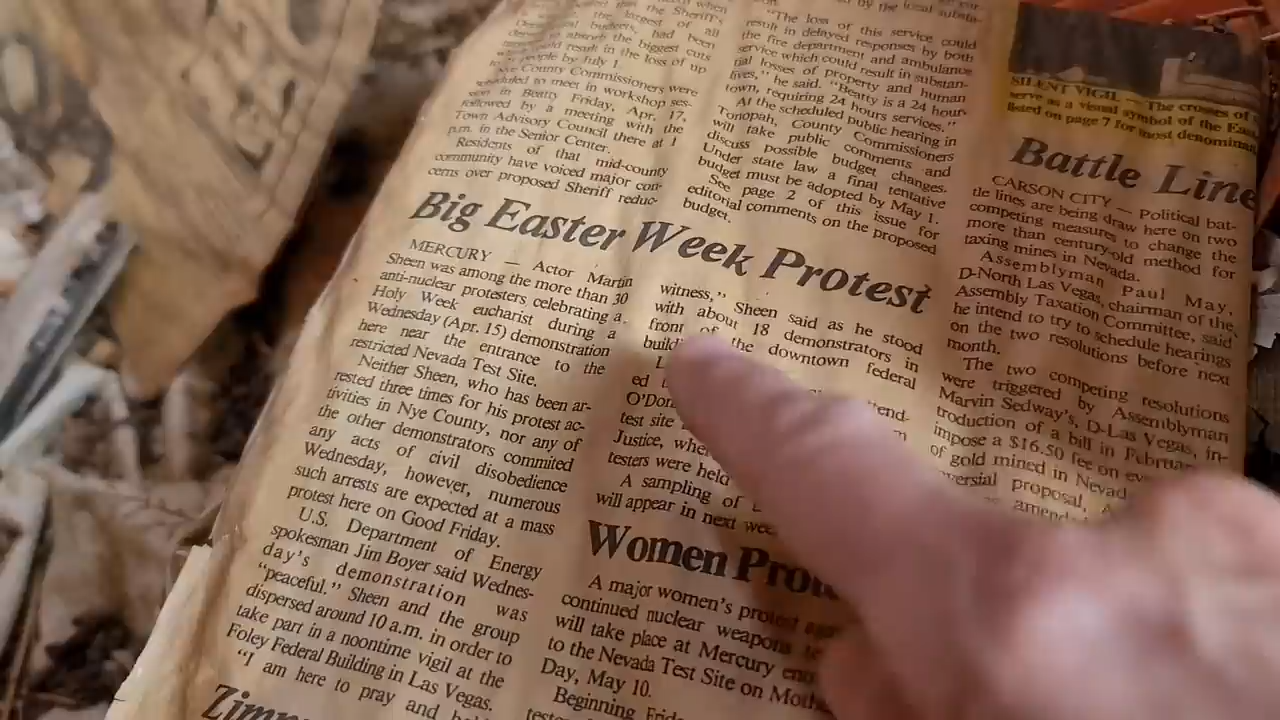 the largest of all
budgets, had been
to absorb the biggest cuts
could result in the loss of up
people by July 1.
Nye County Commissioners were
scheduled to meet in workshop ses-
sion in Beatty Friday, Apr. 17,
followed by a meeting with the
Town Advisory Council there at 1
p.m. in the Senior Center.
Residents of that mid-county
community have voiced major con-
cerns over proposed Sheriff reduc-
by the local substa-
"The loss of this service could
result in delayed responses by both
the fire department and ambulance
service which could result in substan-
tial losses of property and human
lives," he said. "Beatty is a 24 hour
town, requiring 24 hours services."
At the scheduled public hearing in
Tonopah, County Commissioners
will take public comments and
discuss possible budget changes.
Under state law a final tentative
budget must be adopted by May 1.
See page 2 of this issue for
editorial comments on the proposed
budget.
Big Easter Week Protest
MERCURY — Actor Martin
Sheen was among the more than 30
anti-nuclear protesters celebrating a
Holy Week eucharist during a
Wednesday (Apr. 15) demonstration
here near the entrance to the
restricted Nevada Test Site.
Neither Sheen, who has been ar-
rested three times for his protest ac-
tivities in Nye County, nor any of
the other demonstrators commited
any acts of civil disobedience
Wednesday, however, numerous
such arrests are expected at a mass
protest here on Good Friday.
U.S. Department of Energy
spokesman Jim Boyer said Wednes-
day's demonstration was
"peaceful." Sheen and the group
dispersed around 10 a.m. in order to
take part in a noontime vigil at the
Foley Federal Building in Las Vegas.
"I am here to pray and
witness," Sheen said as he stood
with about 18 demonstrators in
front of the downtown federal
test site
Justice, whe
testers were held
A sampling of
will appear in next
Women
A major women's protest
continued nuclear weapons
will take place at Mercury
to the Nevada Test Site on
Day, May 10.
Beginning
SILENT VIGIL — The crosses of
serve as a visual symbol of the
listed on page 7 for most
Battle Line
CARSON CITY — Political bat-
tle lines are being draw here on two
competing measures to change the
more than century-old method for
taxing mines in Nevada.
Assemblyman Paul May,
D-North Las Vegas, chairman of the
Assembly Taxation Committee, said
he intend to try to schedule hearings
on the two resolutions before next
month.
The two competing resolutions
were triggered by Assemblyman
Marvin Sedway's, D-Las Vegas, in-
troduction of a bill in
impose a $16.50 fee on
of gold mined in
proposal,